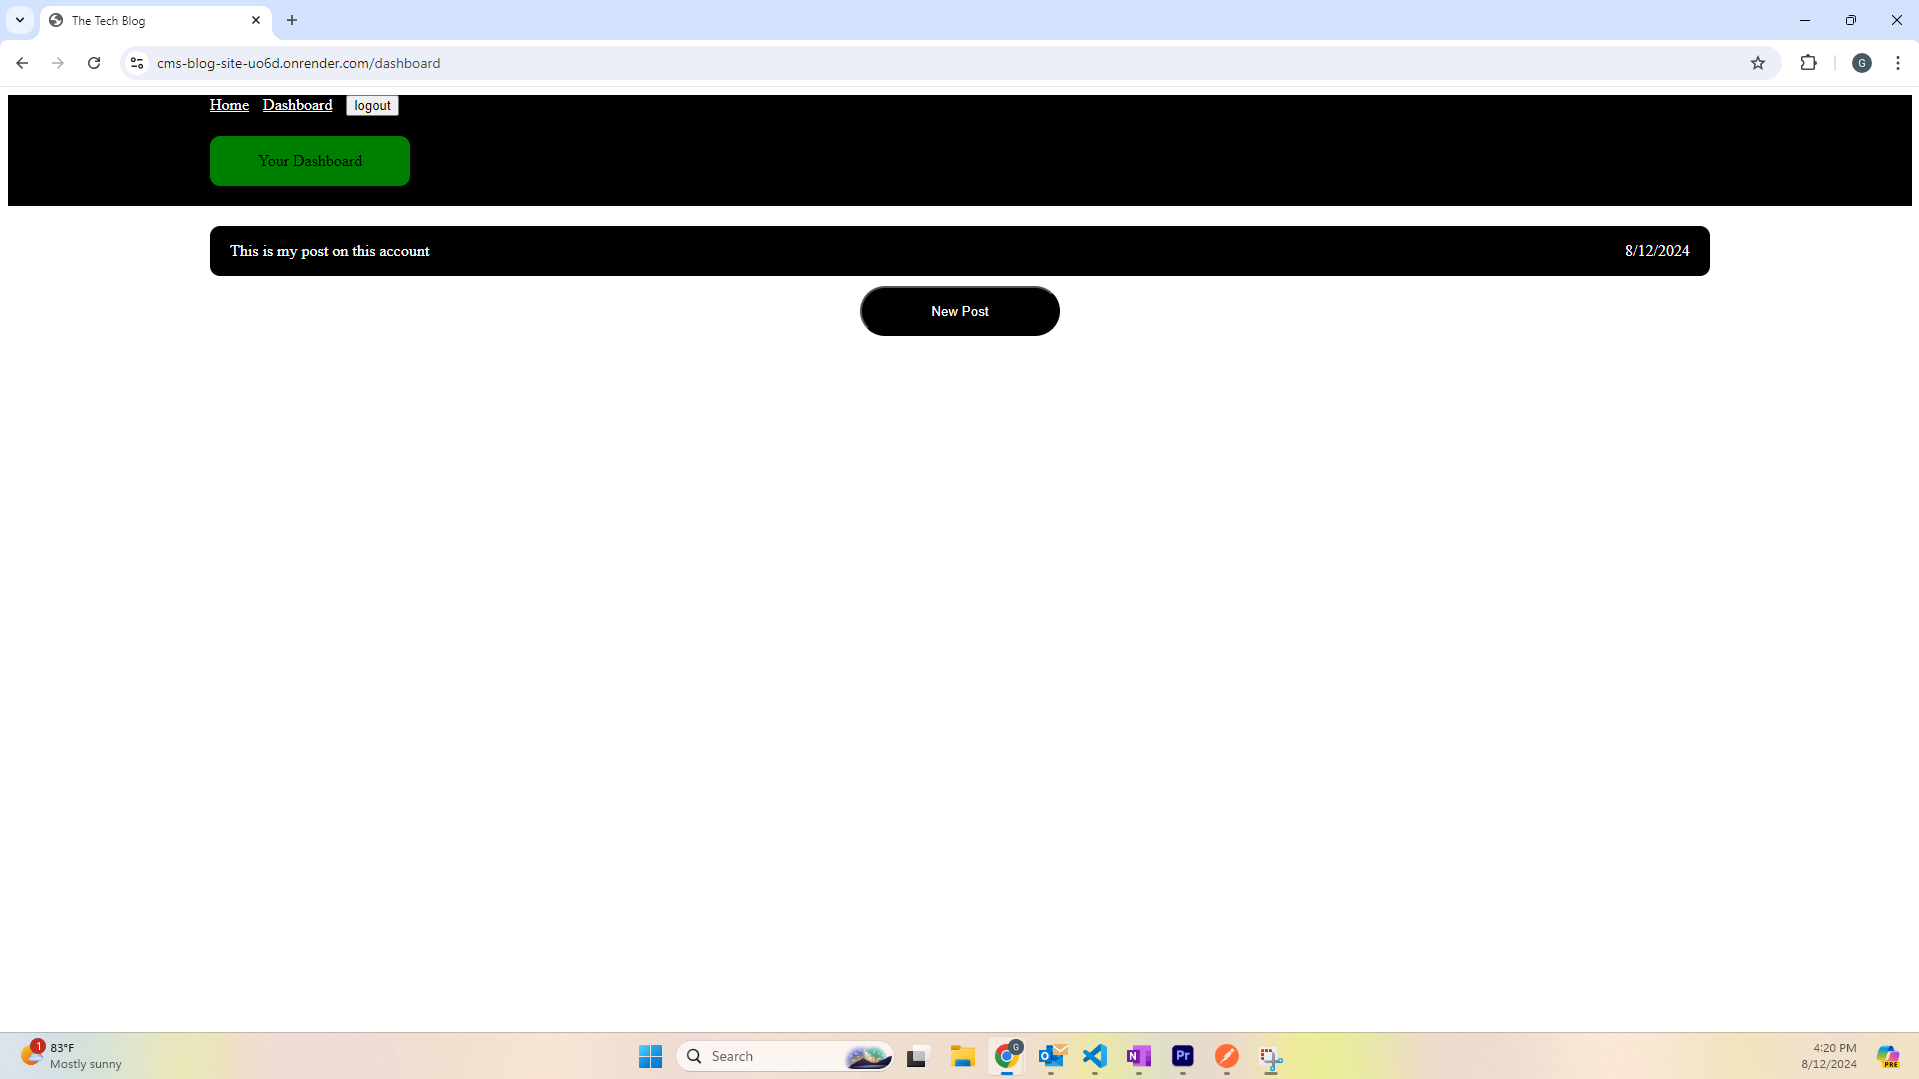 The Tech Blog
cms-blog-site-uo6d.onrender.com/dashboard
G
Home Dashboard logout
Your Dashboard
This is my post on this account 8/12/2024
New Post
1
83°F
Mostly sunny
Search
G
O
N
Pr
4:20 PM
8/12/2024
PRE